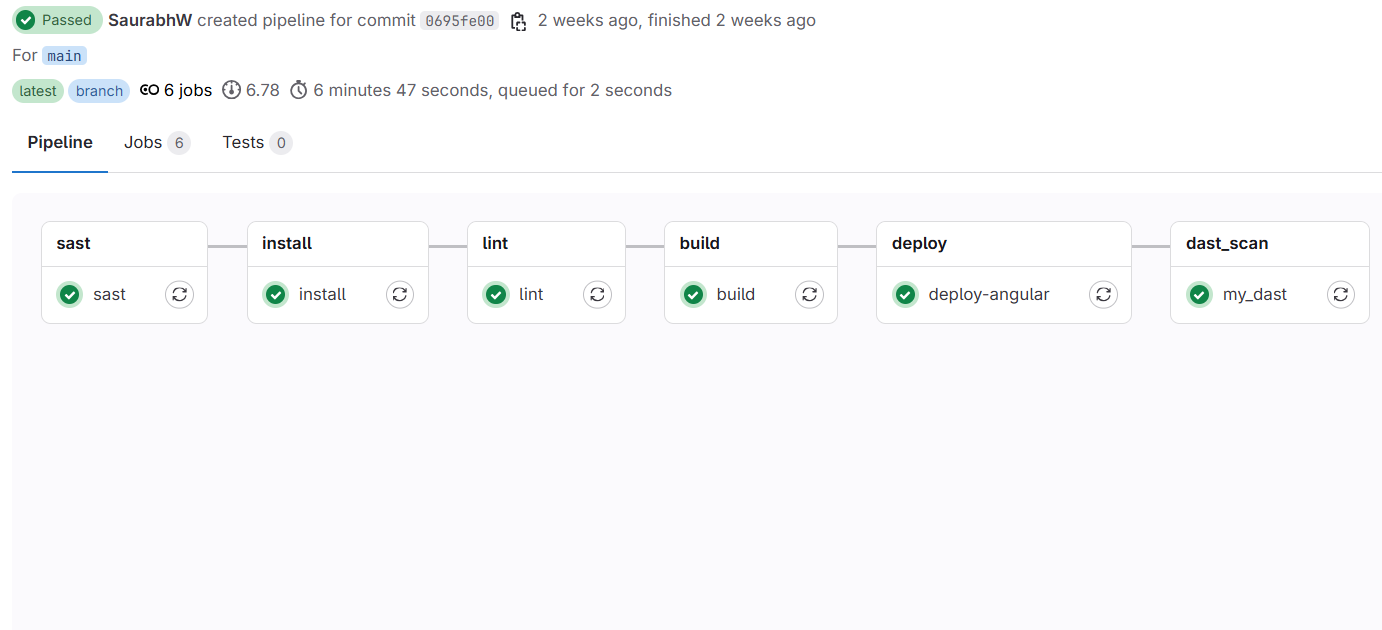 Passed SaurabhW created pipeline for commit 0695fe00 2 weeks ago, finished 2 weeks ago
For main
latest branch 6 jobs 6.78 6 minutes 47 seconds, queued for 2 seconds
Pipeline Jobs 6 Tests 0
sast install lint build deploy dast_scan
sast install lint build deploy-angular my_dast